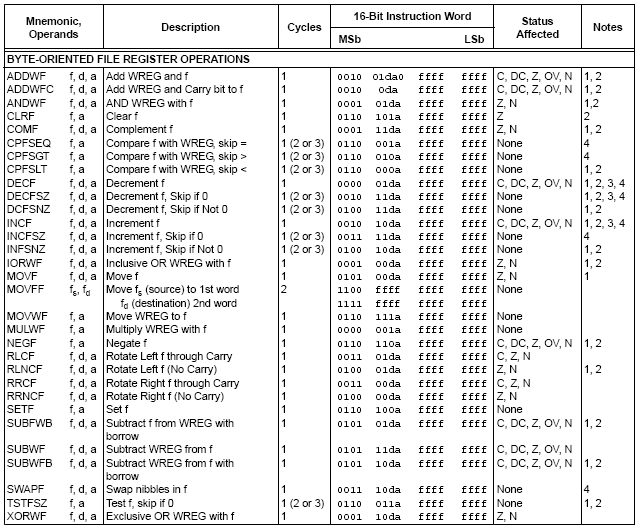 Mnemonic, Operands Description Cycles 16-Bit Instruction Word Status Affected Notes
MSb LSb
BYTE-ORIENTED FILE REGISTER OPERATIONS
ADDWF f, d, a Add WREG and f 1 0010 01da0 ffff ffff C, DC, Z, OV, N 1, 2
ADDWFC f, d, a Add WREG and Carry bit to f 1 0010 0da ffff ffff C, DC, Z, OV, N 1, 2
ANDWF f, d, a AND WREG with f 1 0001 01da ffff ffff Z, N 1,2
CLRF f, a Clear f 1 0110 101a ffff ffff Z 2
COMF f, d, a Complement f 1 0001 11da ffff ffff Z, N 1, 2
CPFSEQ f, a Compare f with WREG, skip = 1 (2 or 3) 0110 001a ffff ffff None 4
CPFSGT f, a Compare f with WREG, skip > 1 (2 or 3) 0110 010a ffff ffff None 4
CPFSLT f, a Compare f with WREG, skip < 1 (2 or 3) 0110 000a ffff ffff None 1, 2
DECF f, d, a Decrement f 1 0000 01da ffff ffff C, DC, Z, OV, N 1, 2, 3, 4
DECFSZ f, d, a Decrement f, Skip if 0 1 (2 or 3) 0010 11da ffff ffff None 1, 2, 3, 4
DCFSNZ f, d, a Decrement f, Skip if Not 0 1 (2 or 3) 0100 11da ffff ffff None 1, 2
INCF f, d, a Increment f 1 0010 10da ffff ffff C, DC, Z, OV, N 1, 2, 3, 4
INCFSZ f, d, a Increment f, Skip if 0 1 (2 or 3) 0011 11da ffff ffff None 4
INFSNZ f, d, a Increment f, Skip if Not 0 1 (2 or 3) 0100 10da ffff ffff None 1, 2
IORWF f, d, a Inclusive OR WREG with f 1 0001 00da ffff ffff Z, N 1, 2
MOVF f, d, a Move f 1 0101 00da ffff ffff Z, N 1
MOVFF fs, fd Move fs (source) to 1st word 2 1100 ffff ffff ffff None
fd (destination) 2nd word 1111 ffff ffff ffff
MOVWF f, a Move WREG to f 1 0110 111a ffff ffff None
MULWF f, a Multiply WREG with f 1 0000 001a ffff ffff None
NEGF f, a Negate f 1 0110 110a ffff ffff C, DC, Z, OV, N 1, 2
RLCF f, d, a Rotate Left f through Carry 1 0011 01da ffff ffff C, Z, N
RLNCF f, d, a Rotate Left f (No Carry) 1 0100 01da ffff ffff Z, N 1, 2
RRCF f, d, a Rotate Right f through Carry 1 0011 00da ffff ffff C, Z, N
RRNCF f, d, a Rotate Right f (No Carry) 1 0100 00da ffff ffff Z, N
SETF f, a Set f 1 0110 100a ffff ffff None
SUBFWB f, d, a Subtract f from WREG with 1 0101 01da ffff ffff C, DC, Z, OV, N 1, 2
borrow
SUBWF f, d, a Subtract WREG from f 1 0101 11da ffff ffff C, DC, Z, OV, N
SUBWFB f, d, a Subtract WREG from f with 1 0101 10da ffff ffff C, DC, Z, OV, N 1, 2
borrow
SWAPF f, d, a Swap nibbles in f 1 0011 10da ffff ffff None 4
TSTFSZ f, a Test f, skip if 0 1 (2 or 3) 0110 011a ffff ffff None 1, 2
XORWF f, d, a Exclusive OR WREG with f 1 0001 10da ffff ffff Z, N